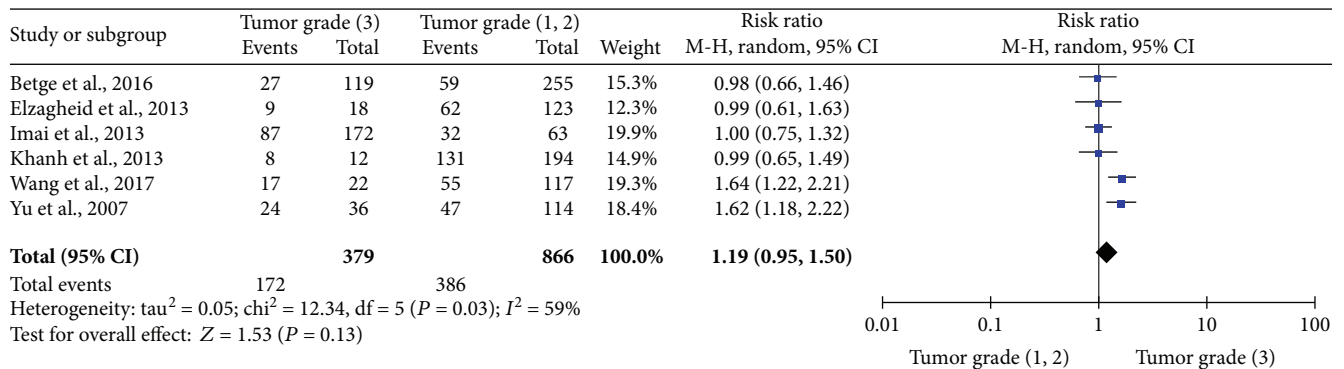 Study or subgroup Tumor grade (3) Tumor grade (1, 2) Weight Risk ratio Risk ratio
Events Total Events Total M-H, random, 95% CI M-H, random, 95% CI
Betge et al., 2016 27 119 59 255 15.3% 0.98 (0.66, 1.46)
Elzagheid et al., 2013 9 18 62 123 12.3% 0.99 (0.61, 1.63)
Imai et al., 2013 87 172 32 63 19.9% 1.00 (0.75, 1.32)
Khanh et al., 2013 8 12 131 194 14.9% 0.99 (0.65, 1.49)
Wang et al., 2017 17 22 55 117 19.3% 1.64 (1.22, 2.21)
Yu et al., 2007 24 36 47 114 18.4% 1.62 (1.18, 2.22)
Total (95% CI) 379 866 100.0% 1.19 (0.95, 1.50)
Total events 172 386
Heterogeneity: tau² = 0.05; chi² = 12.34, df = 5 (P = 0.03); I² = 59%
Test for overall effect: Z = 1.53 (P = 0.13)
0.01 0.1 1 10 100
Tumor grade (1, 2) Tumor grade (3)